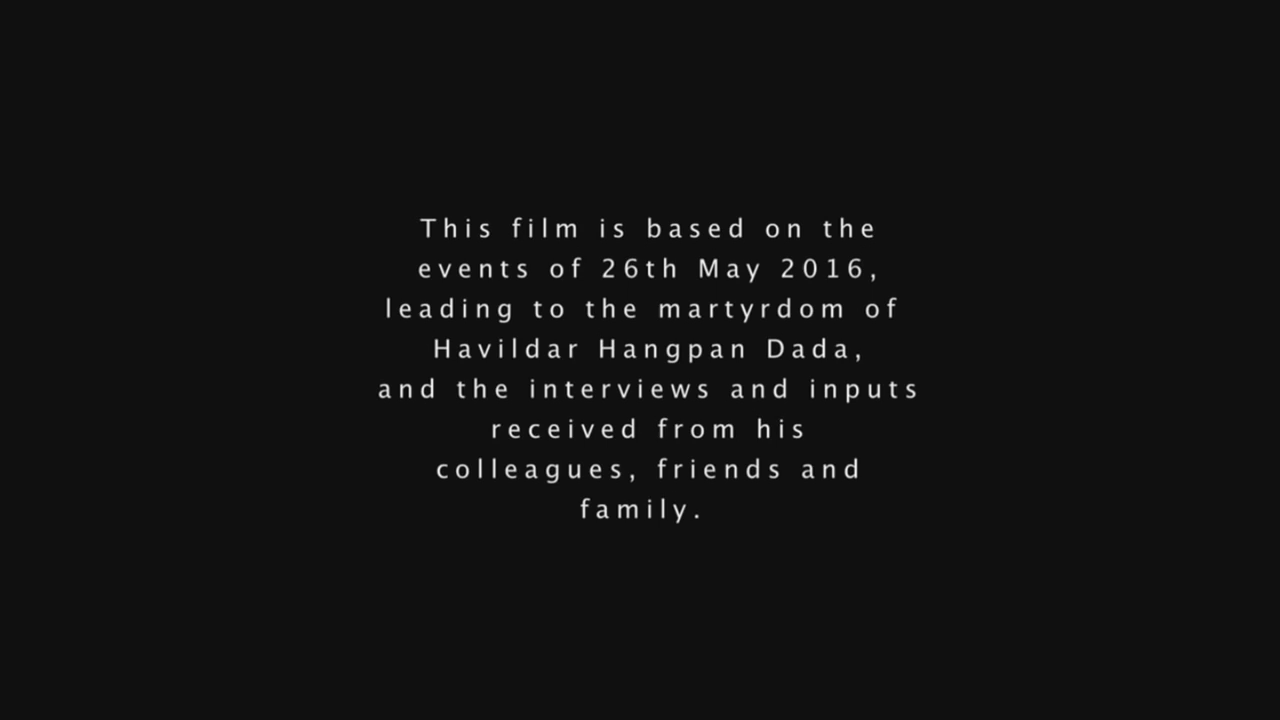 This film is based on the
events of 26th May 2016,
leading to the martyrdom of
Havildar Hangpan Dada,
and the interviews and inputs
received from his
colleagues, friends and
family.